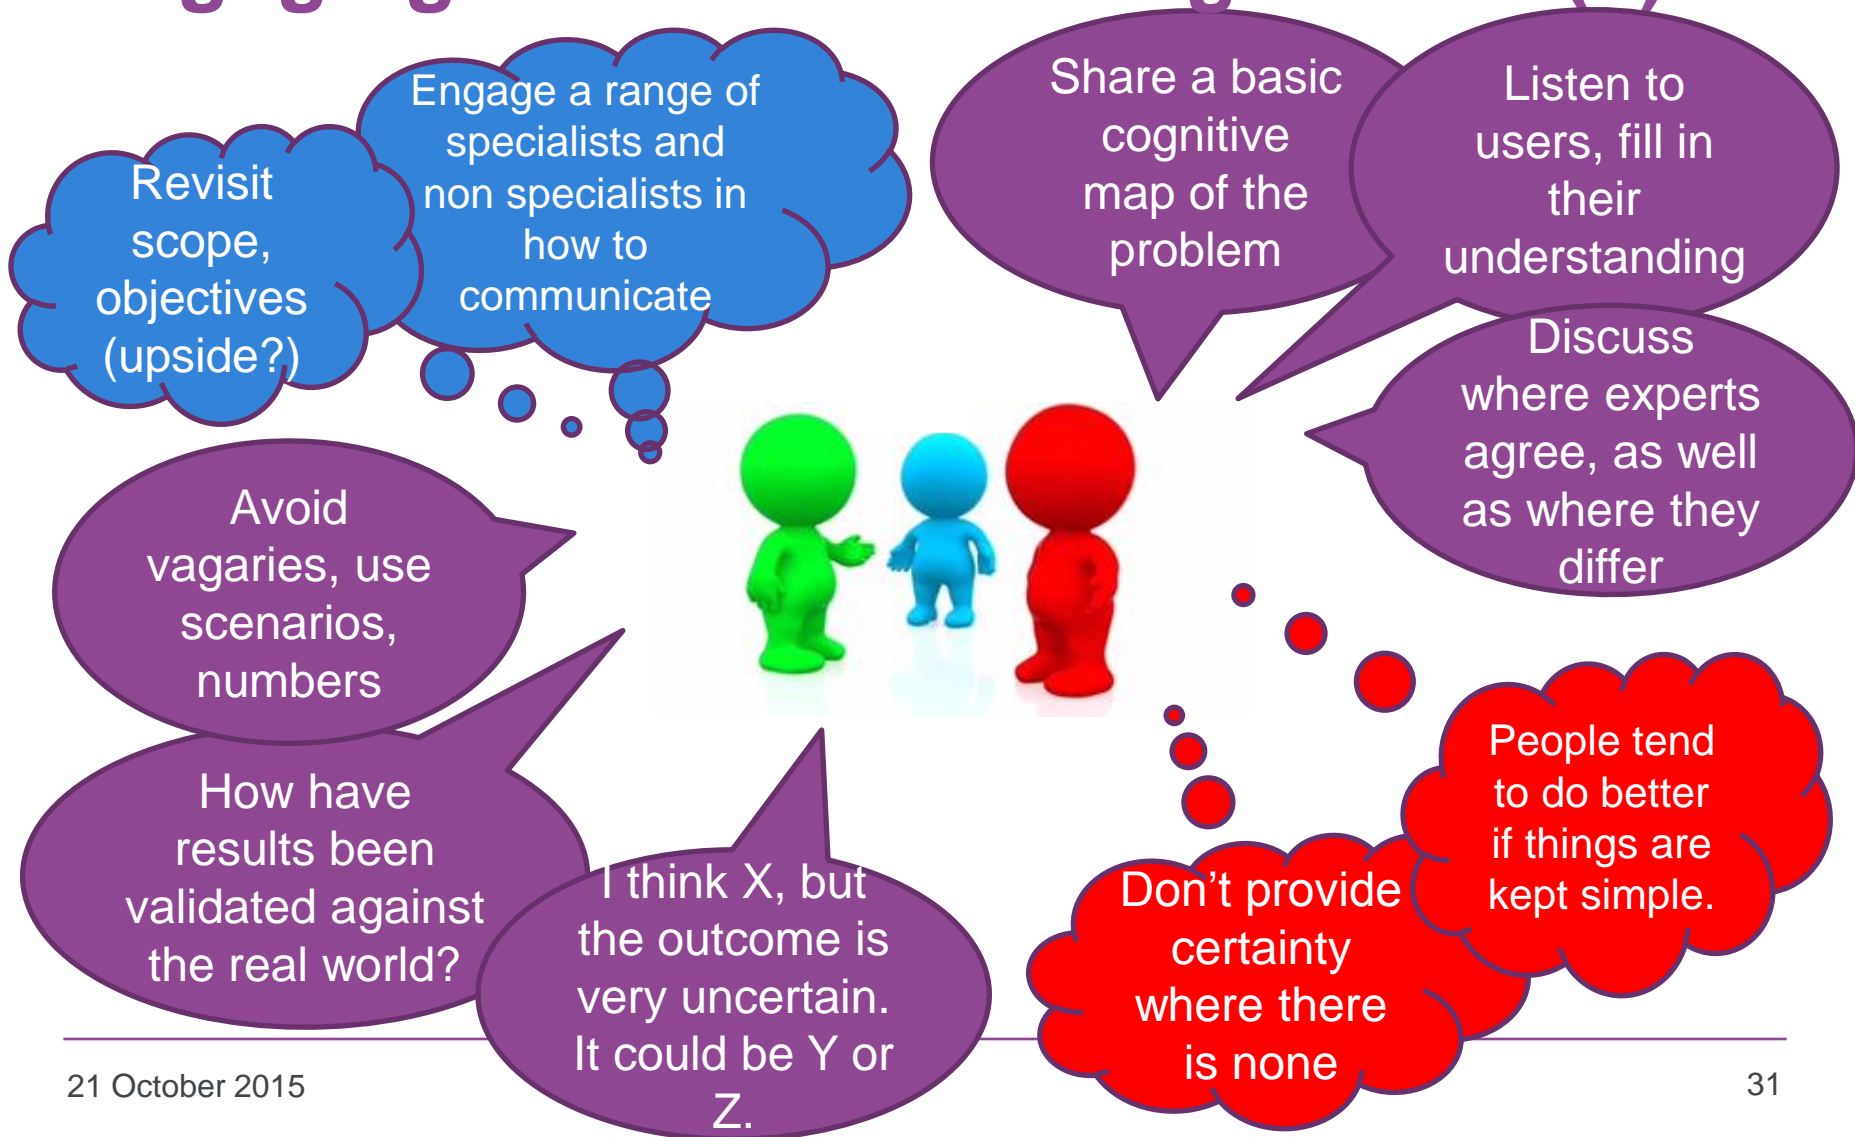 Engage a range of
specialists and
non specialists in
how to
communicate
Revisit
scope,
objectives
(upside?)
Share a basic
cognitive
map of the
problem
Listen to
users, fill in
their
understanding
Discuss
where experts
agree, as well
as where they
differ
Avoid
vagaries, use
scenarios,
numbers
How have
results been
validated against
the real world?
I think X, but
the outcome is
very uncertain.
It could be Y or
Z.
Don’t provide
certainty
where there
is none
People tend
to do better
if things are
kept simple.
21 October 2015
31